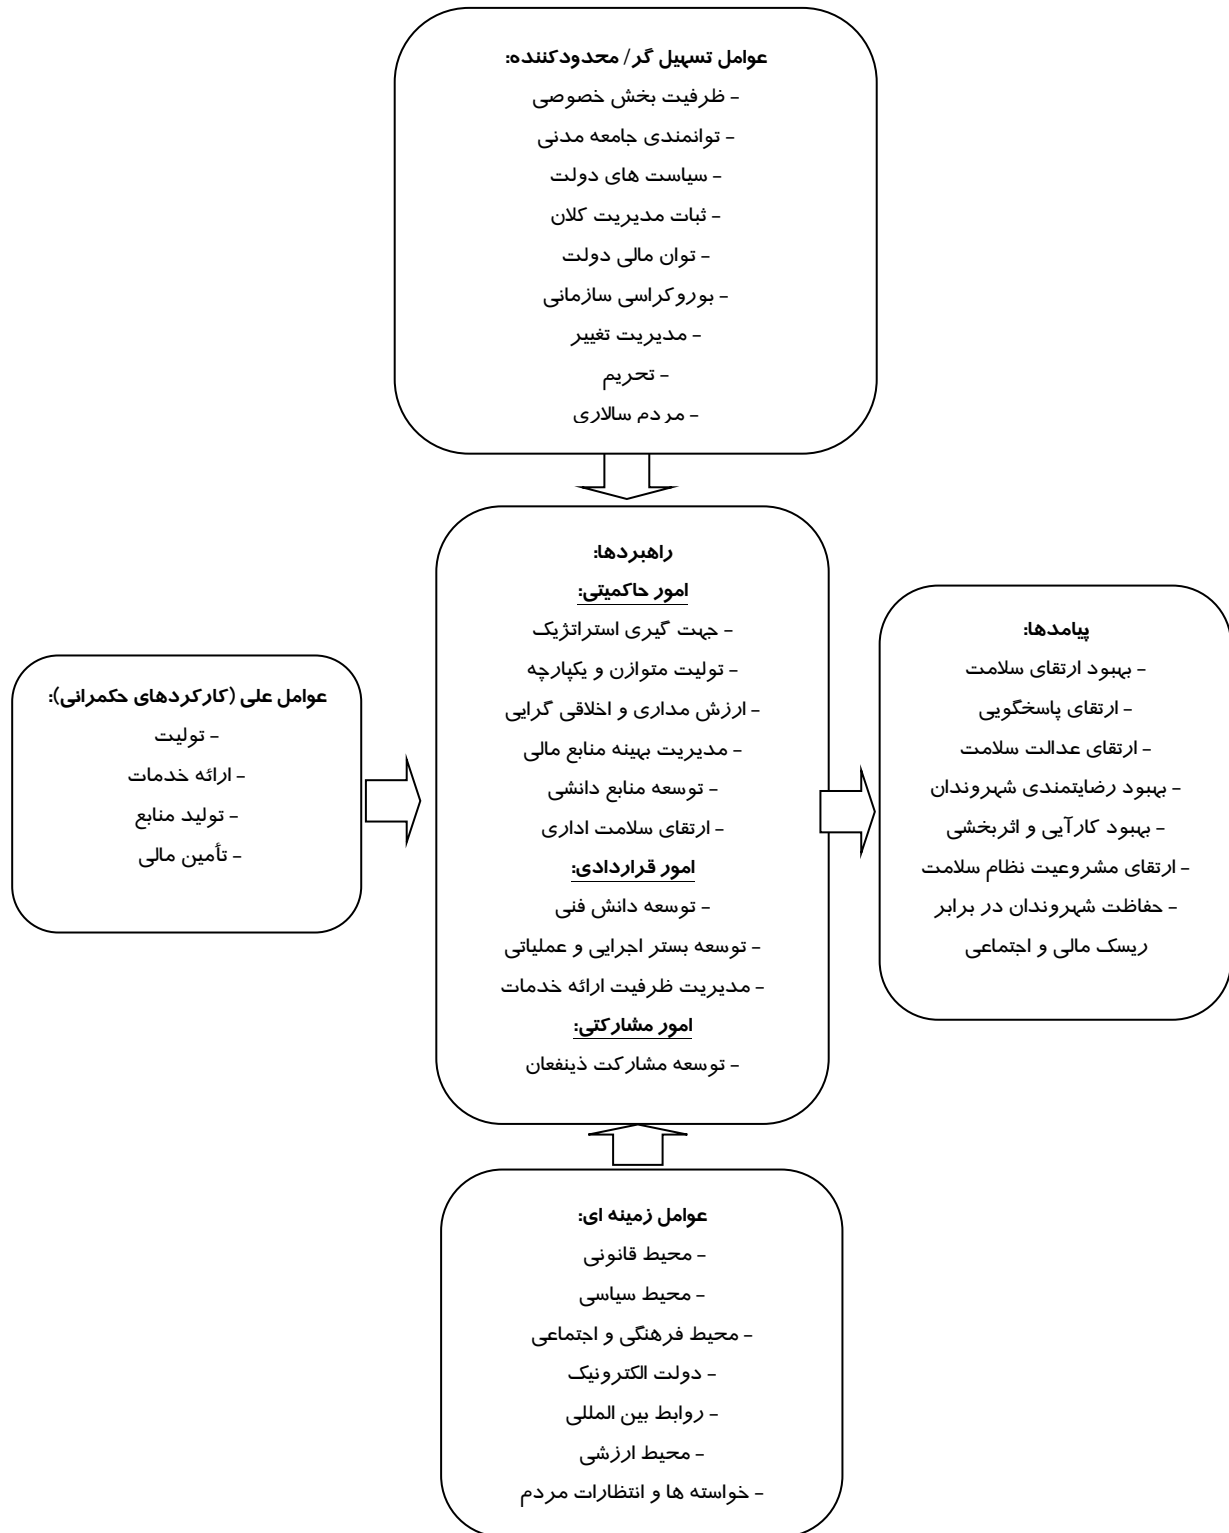 عوامل تسهیل گر/ محدودکننده:
- ظرفیت بخش خصوصی
- توانمندی جامعه مدنی
- سیاست های دولت
- ثبات مدیریت کلان
- توان مالی دولت
- بوروکراسی سازمانی
- مدیریت تغییر
- تحریم
- مردم سالاری
راهبردها:
امور حاکمیتی:
- جهت گیری استراتژیک
- تولیت متوازن و یکپارچه
- ارزش مداری و اخلاقی گرایی
- مدیریت بهینه منابع مالی
- توسعه منابع دانشی
- ارتقای سلامت اداری
امور قراردادی:
- توسعه دانش فنی
- توسعه بستر اجرایی و عملیاتی
- مدیریت ظرفیت ارائه خدمات
امور مشارکتی:
- توسعه مشارکت ذینفعان
عوامل علی (کارکردهای حکمرانی):
- تولیت
- ارائه خدمات
- تولید منابع
- تأمین مالی
پیامدها:
- بهبود ارتقای سلامت
- ارتقای پاسخگویی
- ارتقای عدالت سلامت
- بهبود رضایتمندی شهروندان
- بهبود کارآیی و اثربخشی
- ارتقای مشروعیت نظام سلامت
- حفاظت شهروندان در برابر
ریسک مالی و اجتماعی
عوامل زمینه ای:
- محیط قانونی
- محیط سیاسی
- محیط فرهنگی و اجتماعی
- دولت الکترونیک
- روابط بین المللی
- محیط ارزشی
- خواسته ها و انتظارات مردم